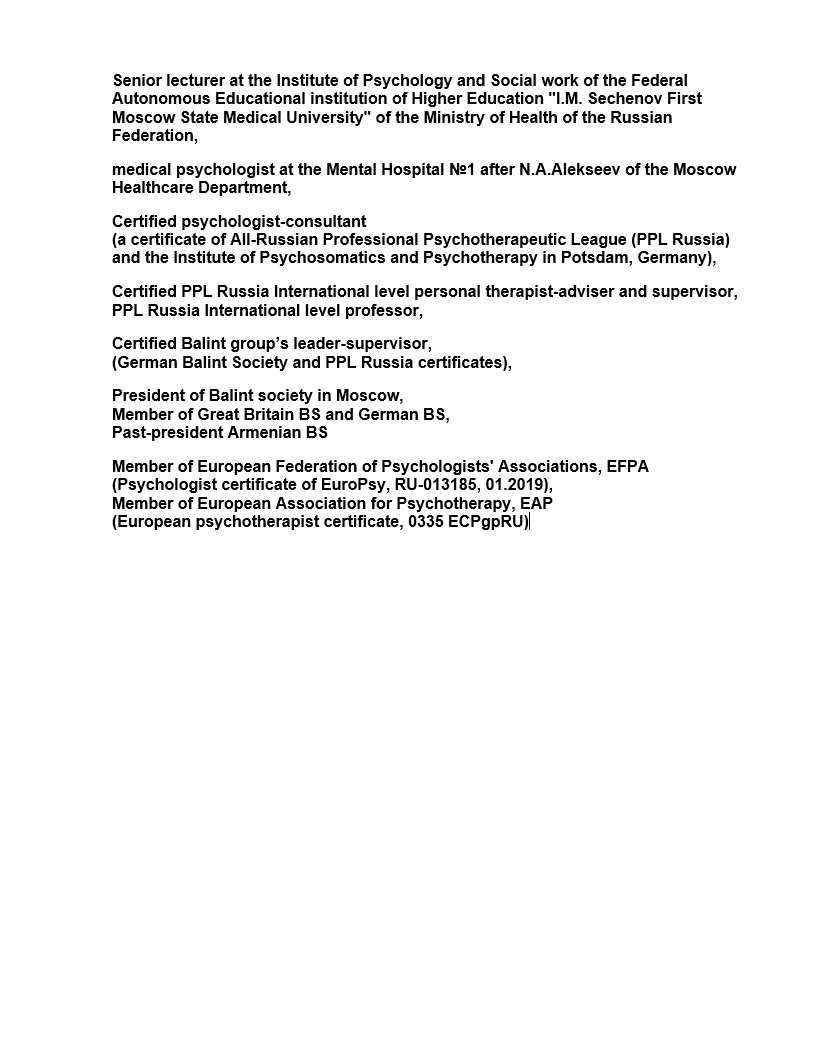 Senior lecturer at the Institute of Psychology and Social work of the Federal
Autonomous Educational institution of Higher Education "I.M. Sechenov First
Moscow State Medical University" of the Ministry of Health of the Russian
Federation,
medical psychologist at the Mental Hospital №1 after N.A.Alekseev of the Moscow
Healthcare Department,
Certified psychologist-consultant
(a certificate of All-Russian Professional Psychotherapeutic League (PPL Russia)
and the Institute of Psychosomatics and Psychotherapy in Potsdam, Germany),
Certified PPL Russia International level personal therapist-adviser and supervisor,
PPL Russia International level professor,
Certified Balint group’s leader-supervisor,
(German Balint Society and PPL Russia certificates),
President of Balint society in Moscow,
Member of Great Britain BS and German BS,
Past-president Armenian BS
Member of European Federation of Psychologists' Associations, EFPA
(Psychologist certificate of EuroPsy, RU-013185, 01.2019),
Member of European Association for Psychotherapy, EAP
(European psychotherapist certificate, 0335 ECPgpRU)